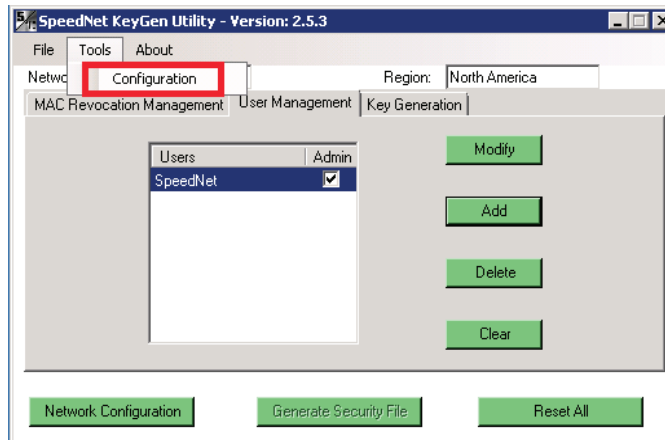 SpeedNet KeyGen Utility - Version: 2.5.3
File Tools About
Configuration
Region: North America
MAC Revocation Management User Management Key Generation
Users Admin
SpeedNet
Modify
Add
Delete
Clear
Network Configuration Generate Security File Reset All